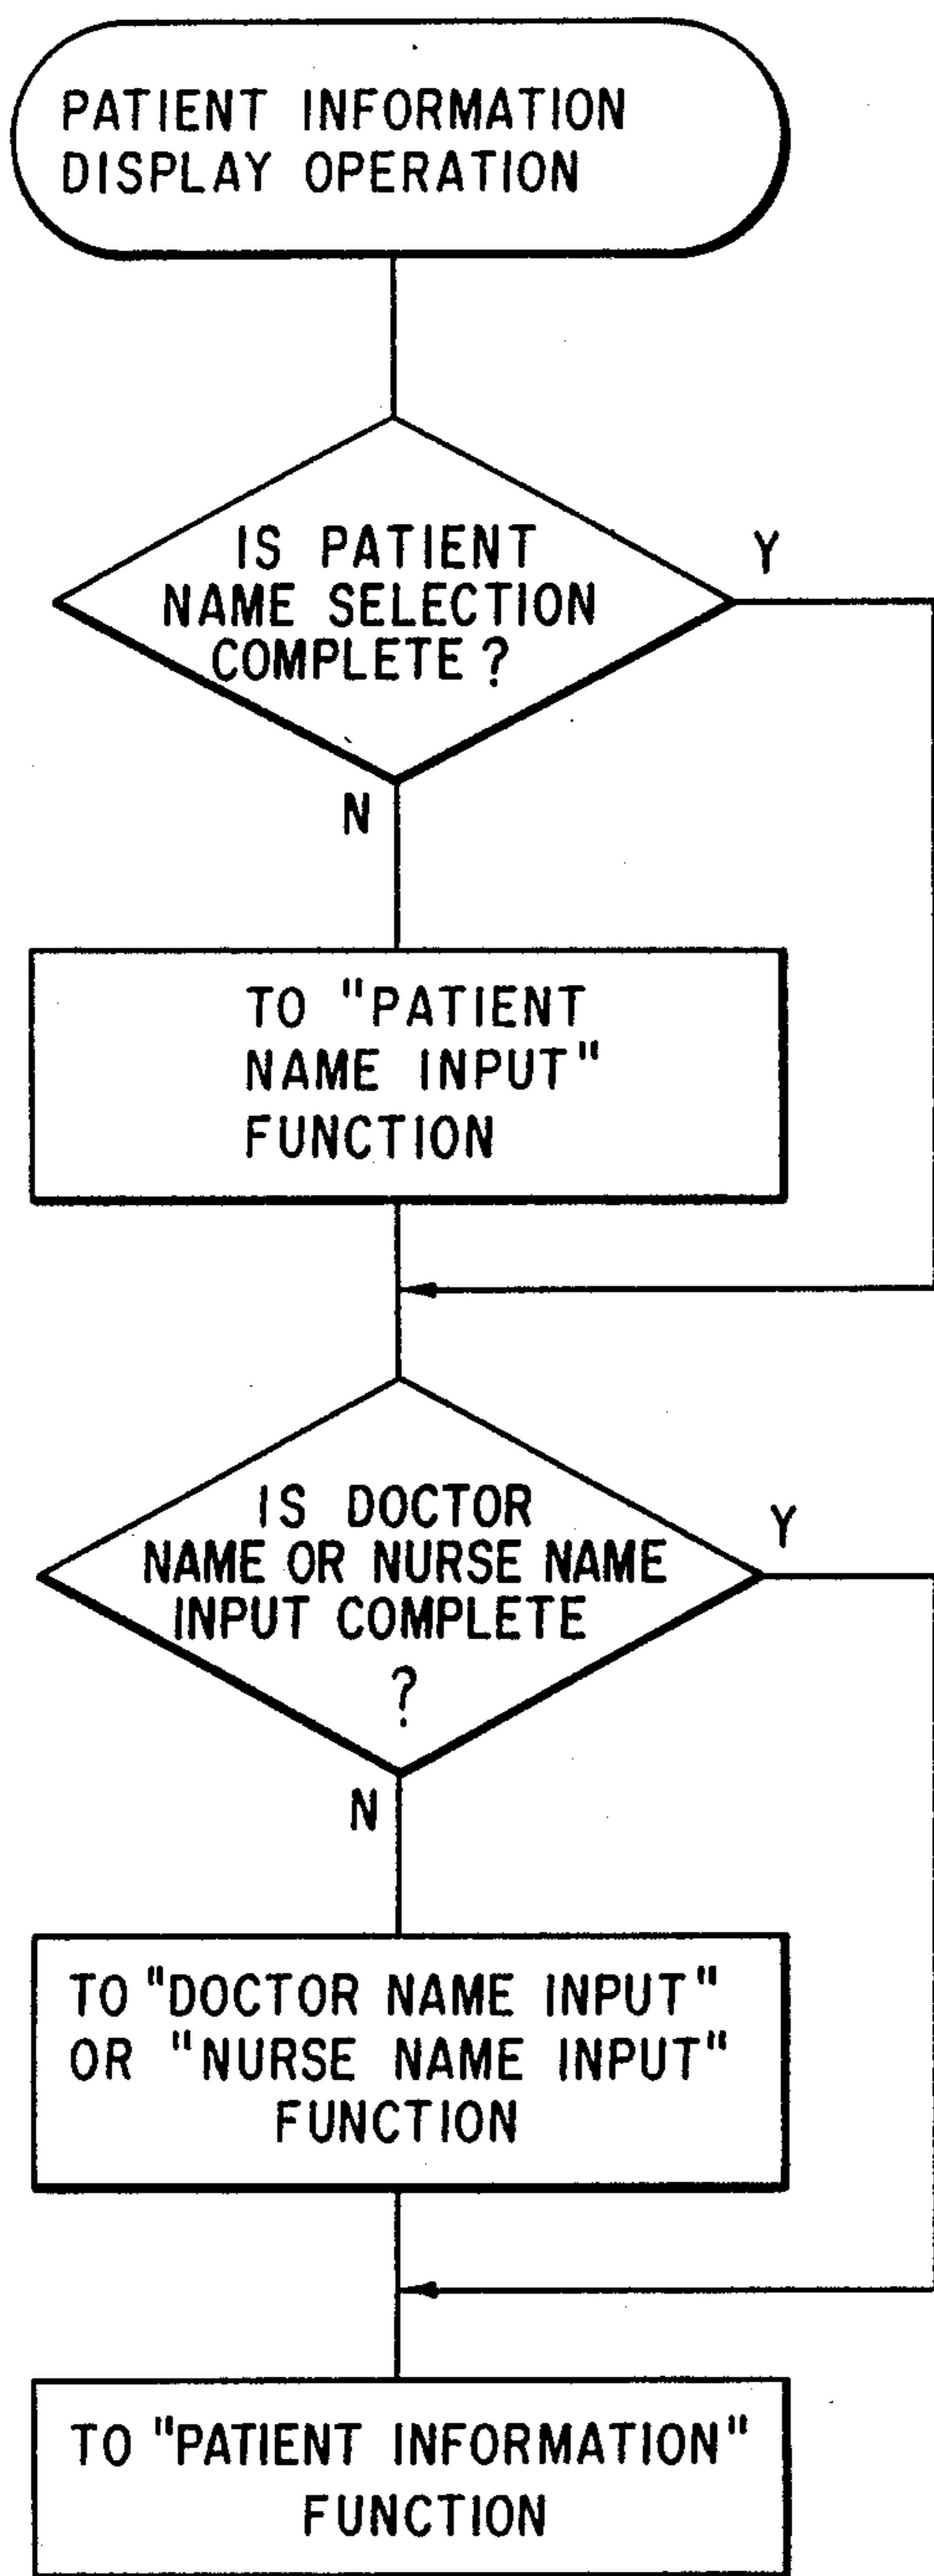 PATIENT INFORMATION
DISPLAY OPERATION
IS PATIENT
NAME SELECTION
COMPLETE ?
Y
N
TO "PATIENT
NAME INPUT"
FUNCTION
IS DOCTOR
NAME OR NURSE NAME
INPUT COMPLETE
?
Y
N
TO "DOCTOR NAME INPUT"
OR "NURSE NAME INPUT"
FUNCTION
TO "PATIENT INFORMATION"
FUNCTION